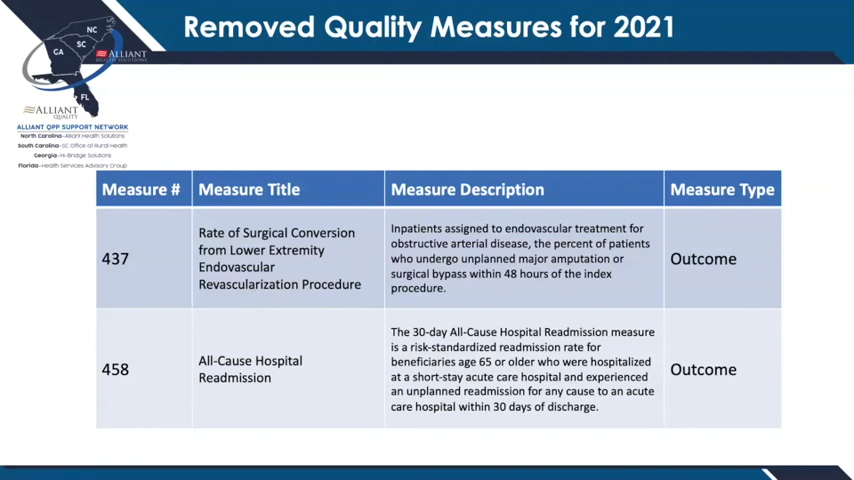 Removed Quality Measures for 2021
NC
SC
GA
ALLIANT
HEALTH SOLUTIONS
FL
ALLIANT
QUALITY
ALLIANT QPP SUPPORT NETWORK
North Carolina-Alliant Health Solutions
South Carolina-SC Office of Rural Health
Georgia-Hi-Bridge Solutions
Florida-Health Services Advisory Group
Measure # Measure Title Measure Description Measure Type
437
Rate of Surgical Conversion
from Lower Extremity
Endovascular
Revascularization Procedure
Inpatients assigned to endovascular treatment for
obstructive arterial disease, the percent of patients
who undergo unplanned major amputation or
surgical bypass within 48 hours of the index
procedure.
Outcome
458
All-Cause Hospital
Readmission
The 30-day All-Cause Hospital Readmission measure
is a risk-standardized readmission rate for
beneficiaries age 65 or older who were hospitalized
at a short-stay acute care hospital and experienced
an unplanned readmission for any cause to an acute
care hospital within 30 days of discharge.
Outcome